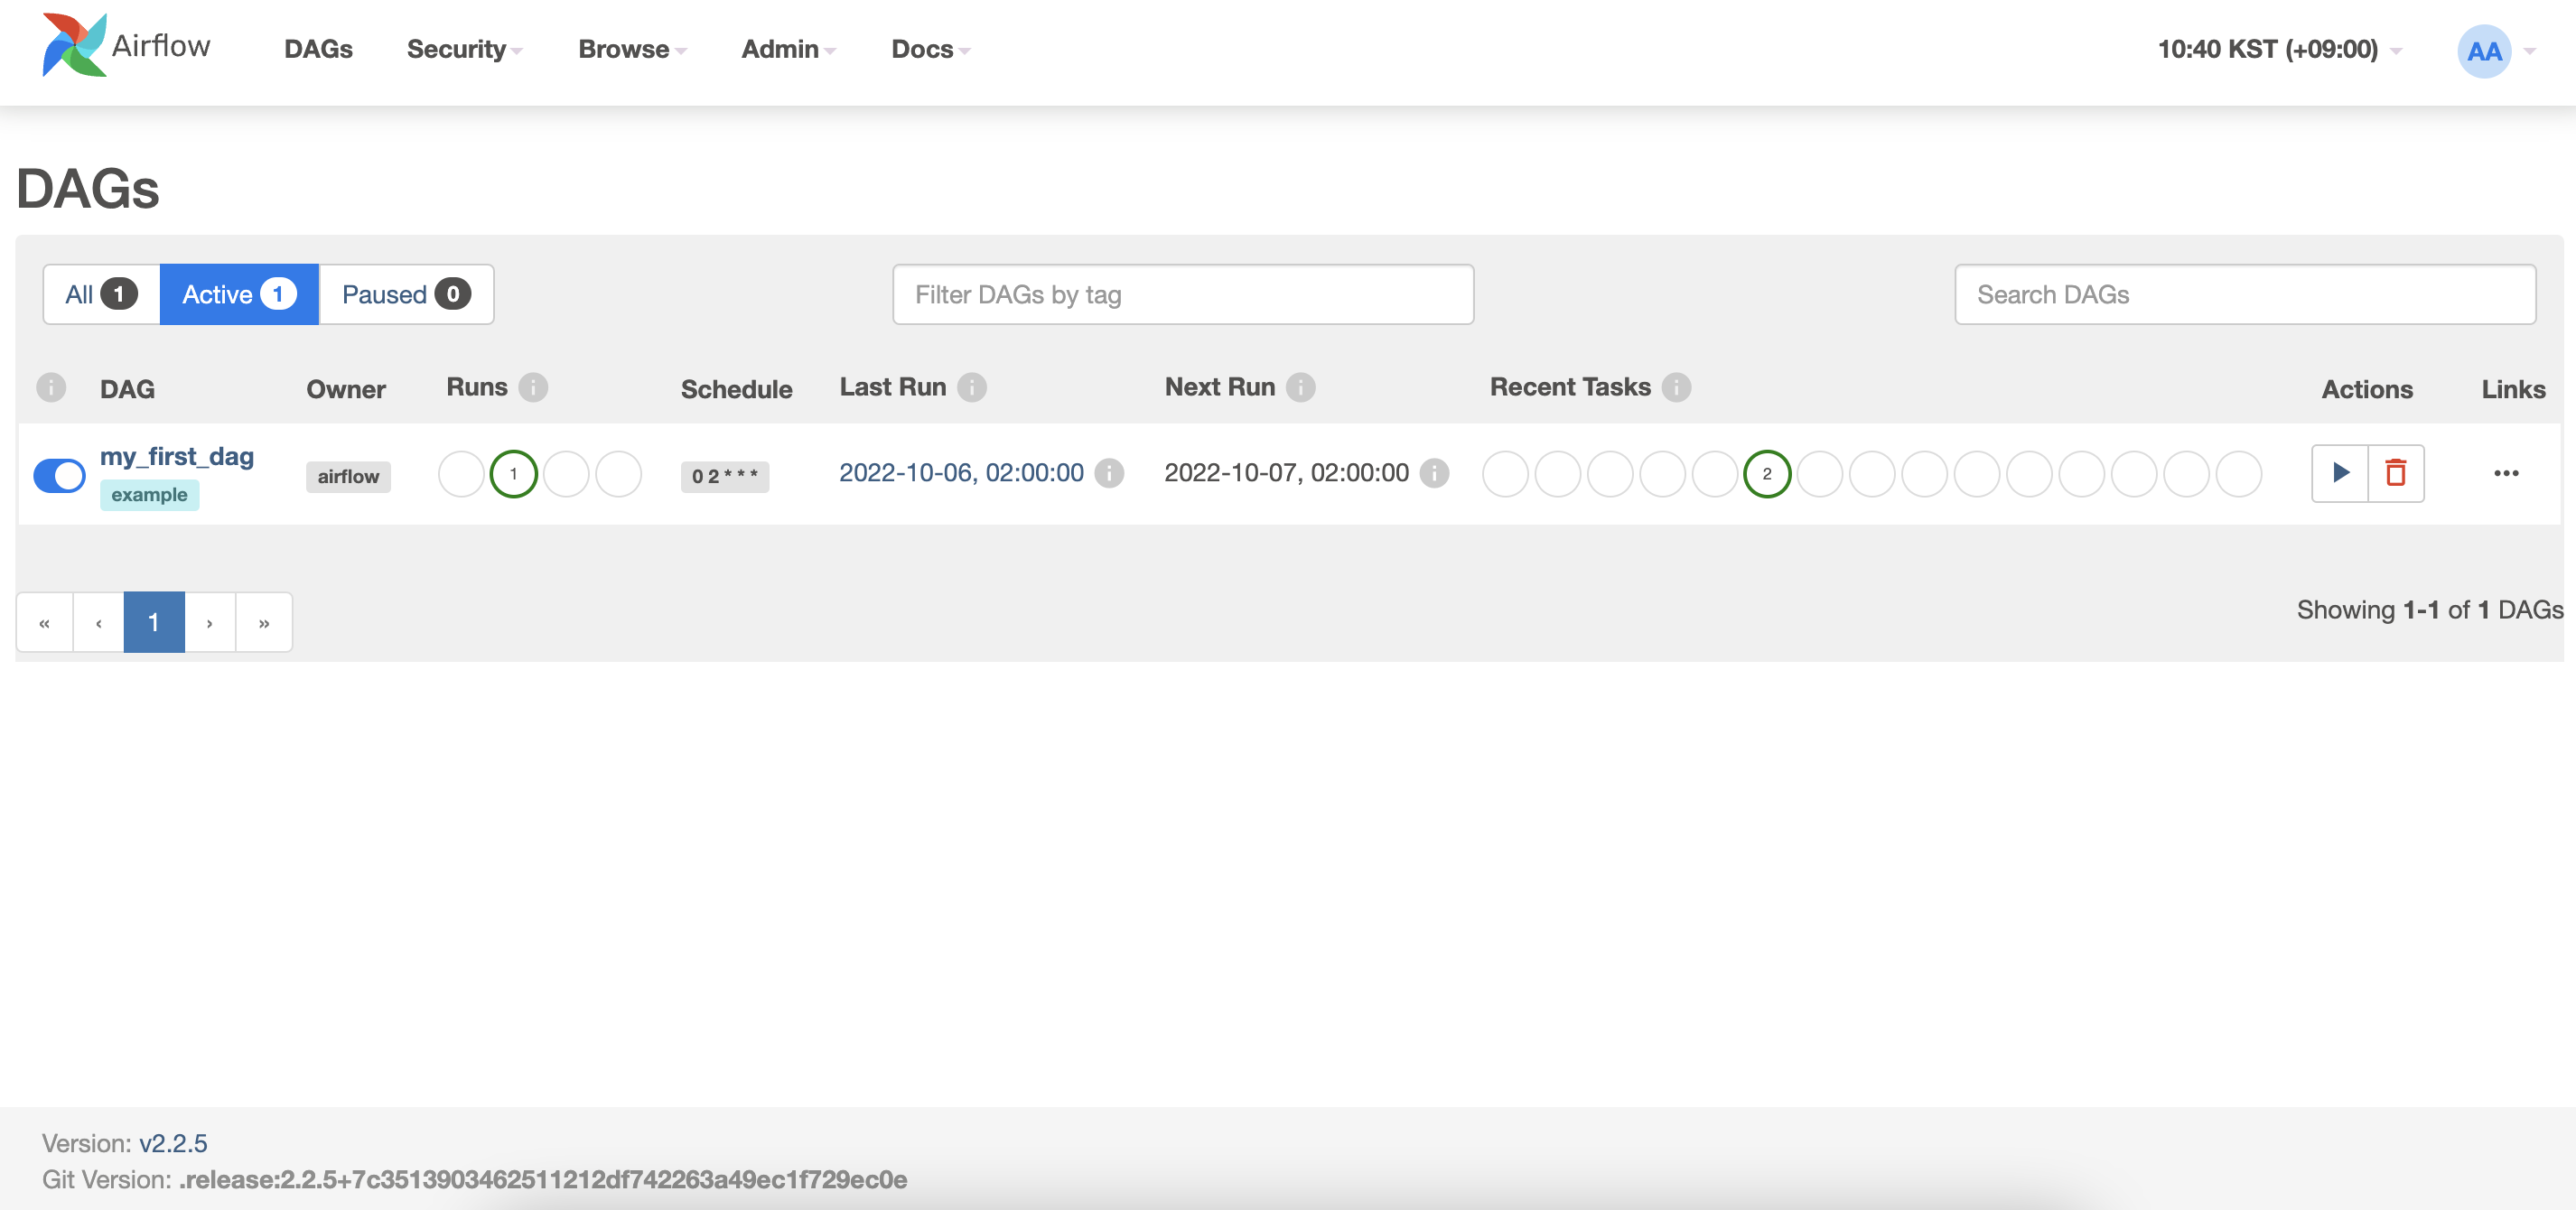 Airflow DAGs Security Browse Admin Docs 10:40 KST (+09:00) AA
DAGs
All 1 Active 1 Paused 0 Filter DAGs by tag Search DAGs
i DAG Owner Runs i Schedule Last Run i Next Run i Recent Tasks i Actions Links
my_first_dag airflow 1 0 2 * * * 2022-10-06, 02:00:00 i 2022-10-07, 02:00:00 i 2 ...
example
« ‹ 1 › » Showing 1-1 of 1 DAGs
Version: v2.2.5
Git Version: .release:2.2.5+7c3513903462511212df742263a49ec1f729ec0e